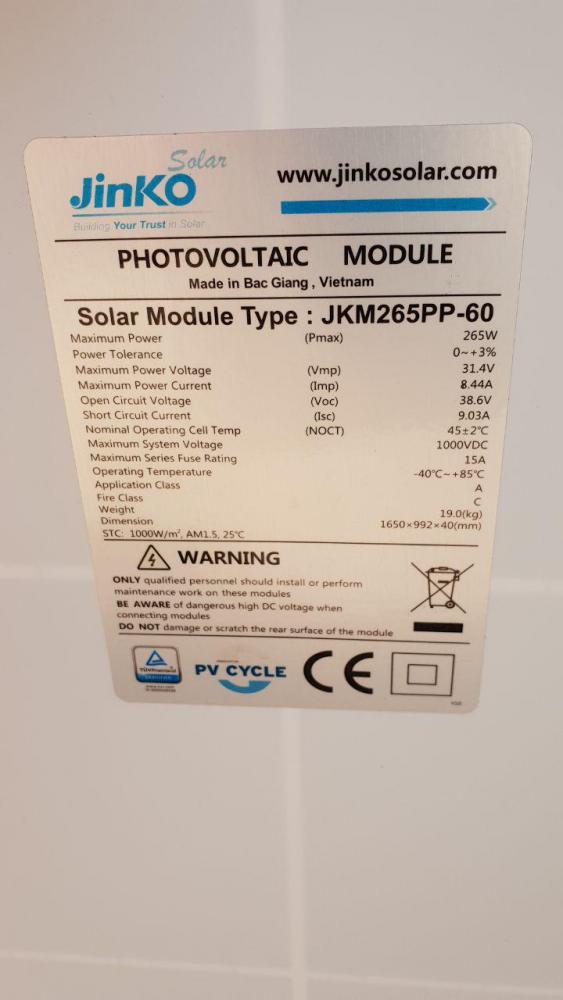 Solar
JinKO
www.jinkosolar.com
Building Your Trust in Solar
PHOTOVOLTAIC MODULE
Made in Bac Giang , Vietnam
Solar Module Type : JKM265PP-60
Maximum Power (Pmax) 265W
Power Tolerance 0~+3%
Maximum Power Voltage (Vmp) 31.4V
Maximum Power Current (Imp) 8.44A
Open Circuit Voltage (Voc) 38.6V
Short Circuit Current (Isc) 9.03A
Nominal Operating Cell Temp (NOCT) 45±2℃
Maximum System Voltage 1000VDC
Maximum Series Fuse Rating 15A
Operating Temperature -40℃~+85℃
Application Class A
Fire Class C
Weight 19.0(kg)
Dimension 1650×992×40(mm)
STC: 1000W/m², AM1.5, 25℃
WARNING
ONLY qualified personnel should install or perform
maintenance work on these modules
BE AWARE of dangerous high DC voltage when
connecting modules
DO NOT damage or scratch the rear surface of the module
TÜVRheinland
PV CYCLE
CE